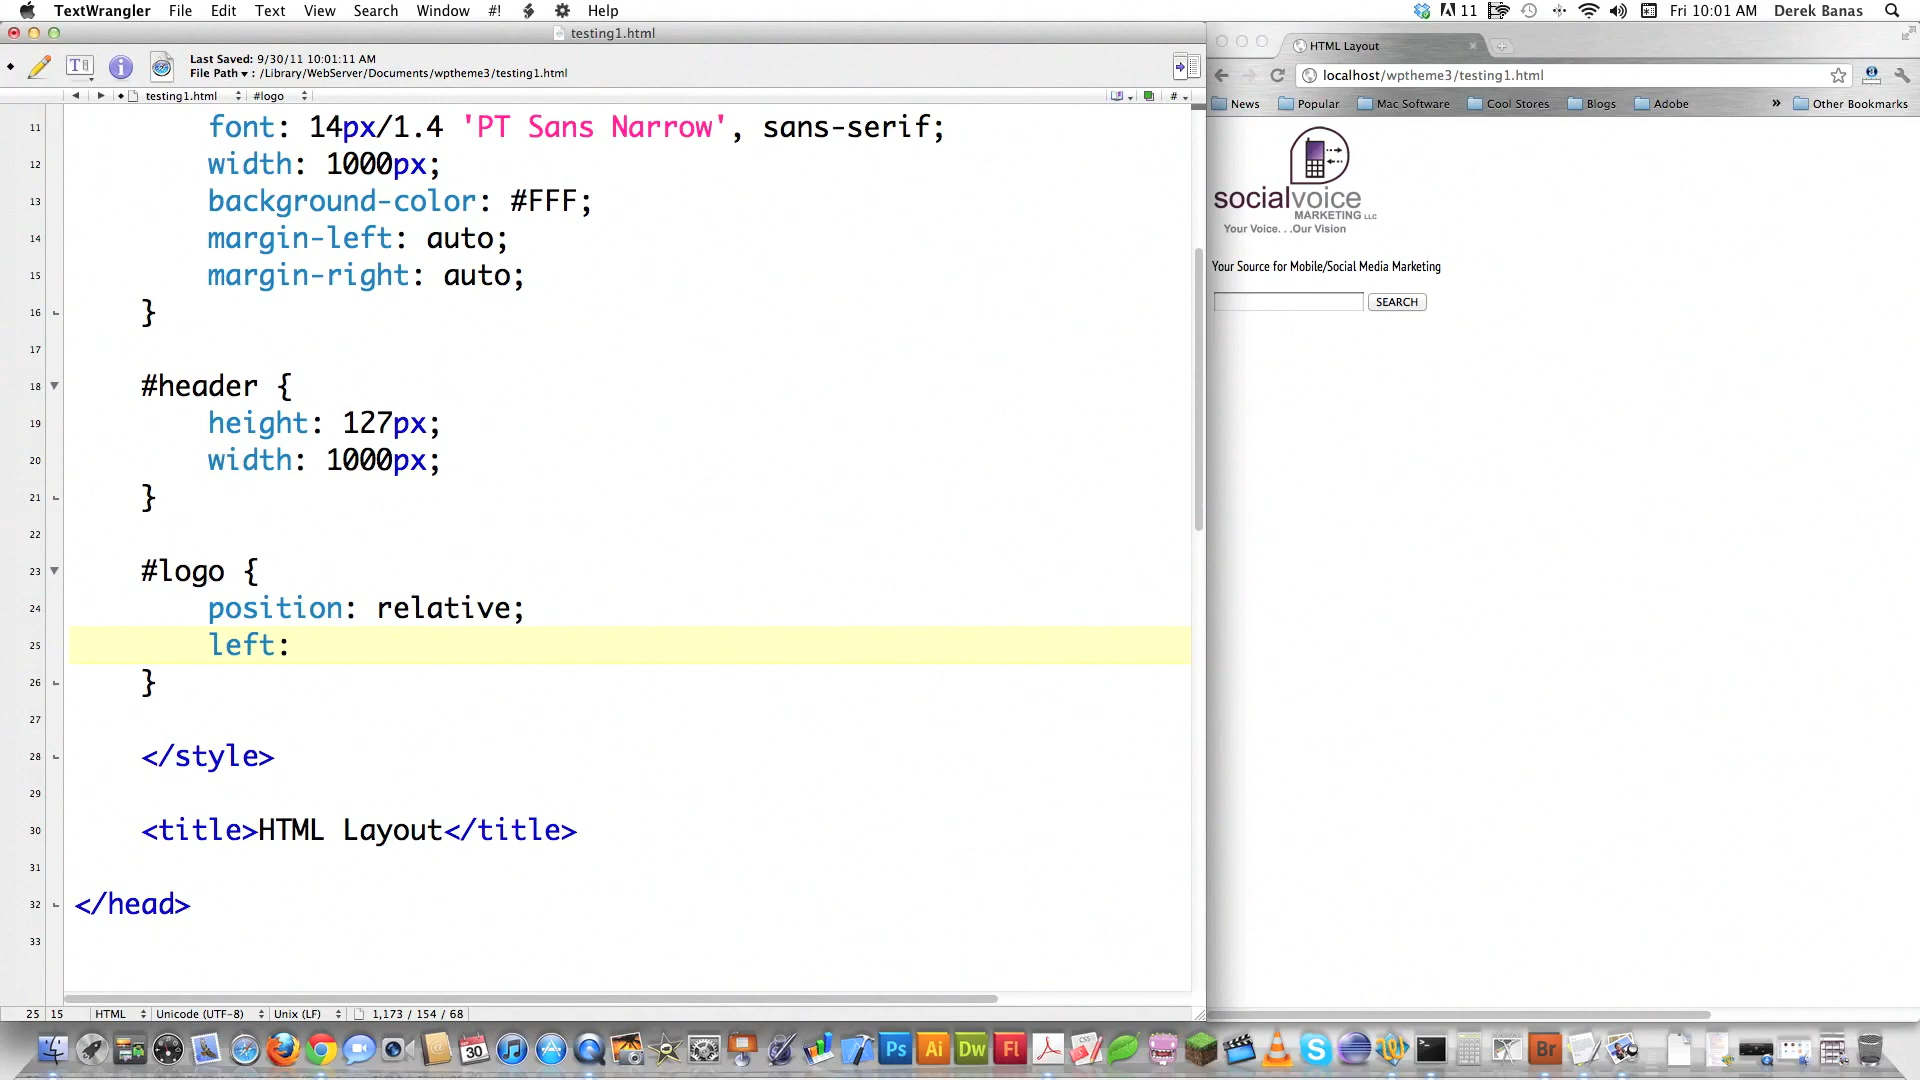 TextWrangler File Edit Text View Search Window #! Help
11 Fri 10:01 AM Derek Banas
testing1.html
Last Saved: 9/30/11 10:01:11 AM
File Path ▾ : /Library/WebServer/Documents/wptheme3/testing1.html
testing1.html #logo
11 font: 14px/1.4 'PT Sans Narrow', sans-serif;
12 width: 1000px;
13 background-color: #FFF;
14 margin-left: auto;
15 margin-right: auto;
16 }
17
18 #header {
19 height: 127px;
20 width: 1000px;
21 }
22
23 #logo {
24 position: relative;
25 left:
26 }
27
28 </style>
29
30 <title>HTML Layout</title>
31
32 </head>
33
25 15 HTML Unicode (UTF-8) Unix (LF) 1,173 / 154 / 68
HTML Layout
localhost/wptheme3/testing1.html
News Popular Mac Software Cool Stores Blogs Adobe » Other Bookmarks
socialvoice
MARKETING LLC
Your Voice. . .Our Vision
Your Source for Mobile/Social Media Marketing
SEARCH
30 Ps Ai Dw Fl Br